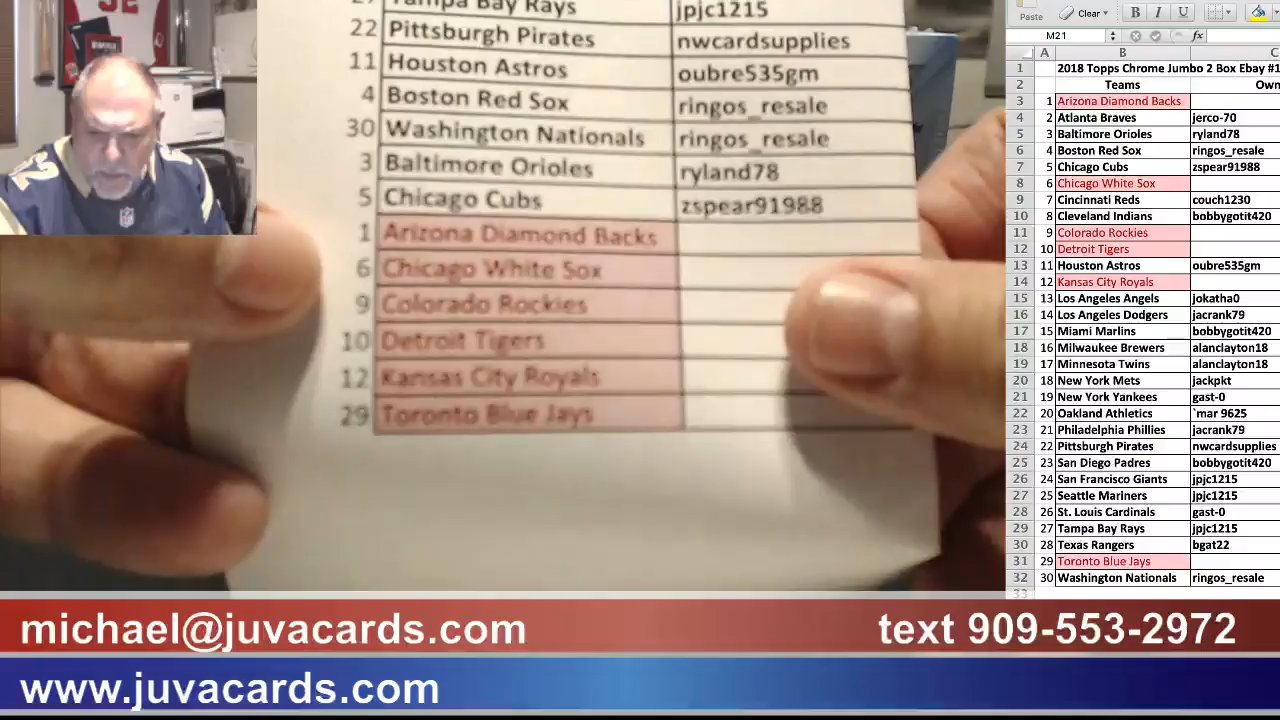 27 Tampa Bay Rays jpjc1215
22 Pittsburgh Pirates nwcardsupplies
11 Houston Astros oubre535gm
4 Boston Red Sox ringos_resale
30 Washington Nationals ringos_resale
3 Baltimore Orioles ryland78
5 Chicago Cubs zspear91988
1 Arizona Diamond Backs
6 Chicago White Sox
9 Colorado Rockies
10 Detroit Tigers
12 Kansas City Royals
29 Toronto Blue Jays
Paste Clear B I U
M21 fx
A B C
1 2018 Topps Chrome Jumbo 2 Box Ebay #1
2 Teams Own
3 1 Arizona Diamond Backs
4 2 Atlanta Braves jerco-70
5 3 Baltimore Orioles ryland78
6 4 Boston Red Sox ringos_resale
7 5 Chicago Cubs zspear91988
8 6 Chicago White Sox
9 7 Cincinnati Reds couch1230
10 8 Cleveland Indians bobbygotit420
11 9 Colorado Rockies
12 10 Detroit Tigers
13 11 Houston Astros oubre535gm
14 12 Kansas City Royals
15 13 Los Angeles Angels jokatha0
16 14 Los Angeles Dodgers jacrank79
17 15 Miami Marlins bobbygotit420
18 16 Milwaukee Brewers alanclayton18
19 17 Minnesota Twins alanclayton18
20 18 New York Mets jackpkt
21 19 New York Yankees gast-0
22 20 Oakland Athletics `mar 9625
23 21 Philadelphia Phillies jacrank79
24 22 Pittsburgh Pirates nwcardsupplies
25 23 San Diego Padres bobbygotit420
26 24 San Francisco Giants jpjc1215
27 25 Seattle Mariners jpjc1215
28 26 St. Louis Cardinals gast-0
29 27 Tampa Bay Rays jpjc1215
30 28 Texas Rangers bgat22
31 29 Toronto Blue Jays
32 30 Washington Nationals ringos_resale
33
michael@juvacards.com text 909-553-2972
www.juvacards.com